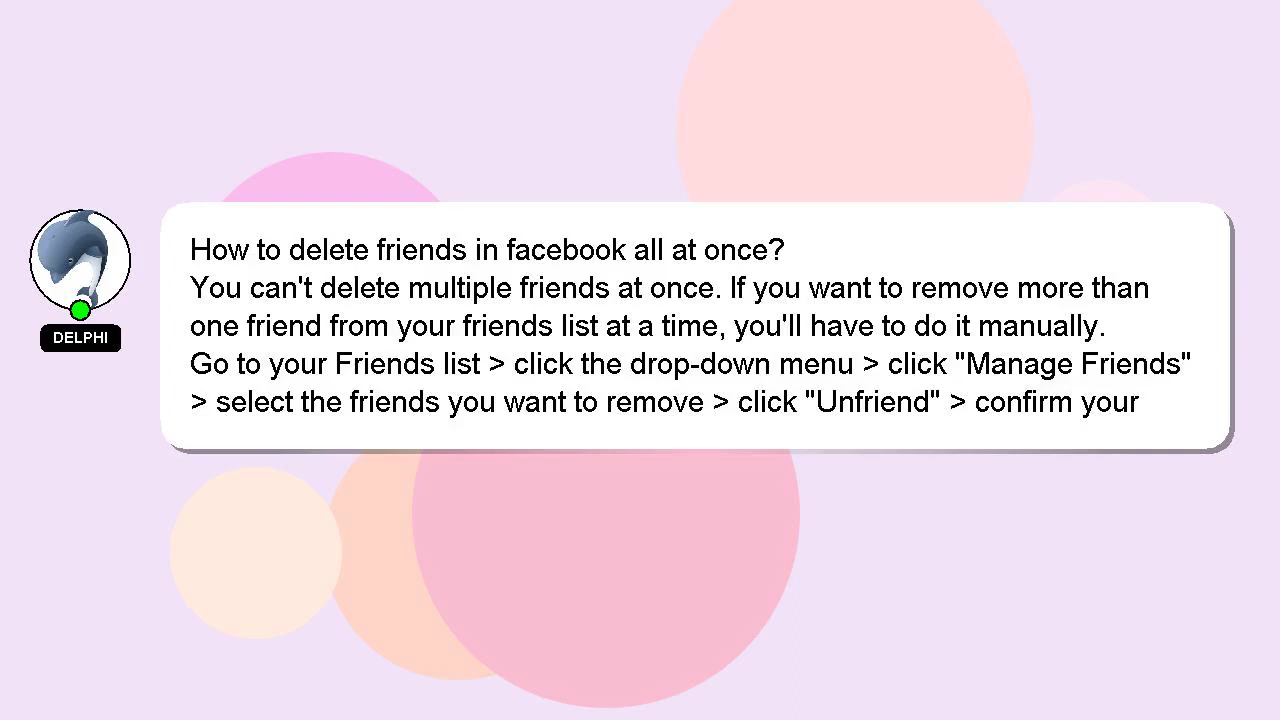 How to delete friends in facebook all at once?
You can't delete multiple friends at once. If you want to remove more than
one friend from your friends list at a time, you'll have to do it manually.
Go to your Friends list > click the drop-down menu > click "Manage Friends"
> select the friends you want to remove > click "Unfriend" > confirm your
DELPHI